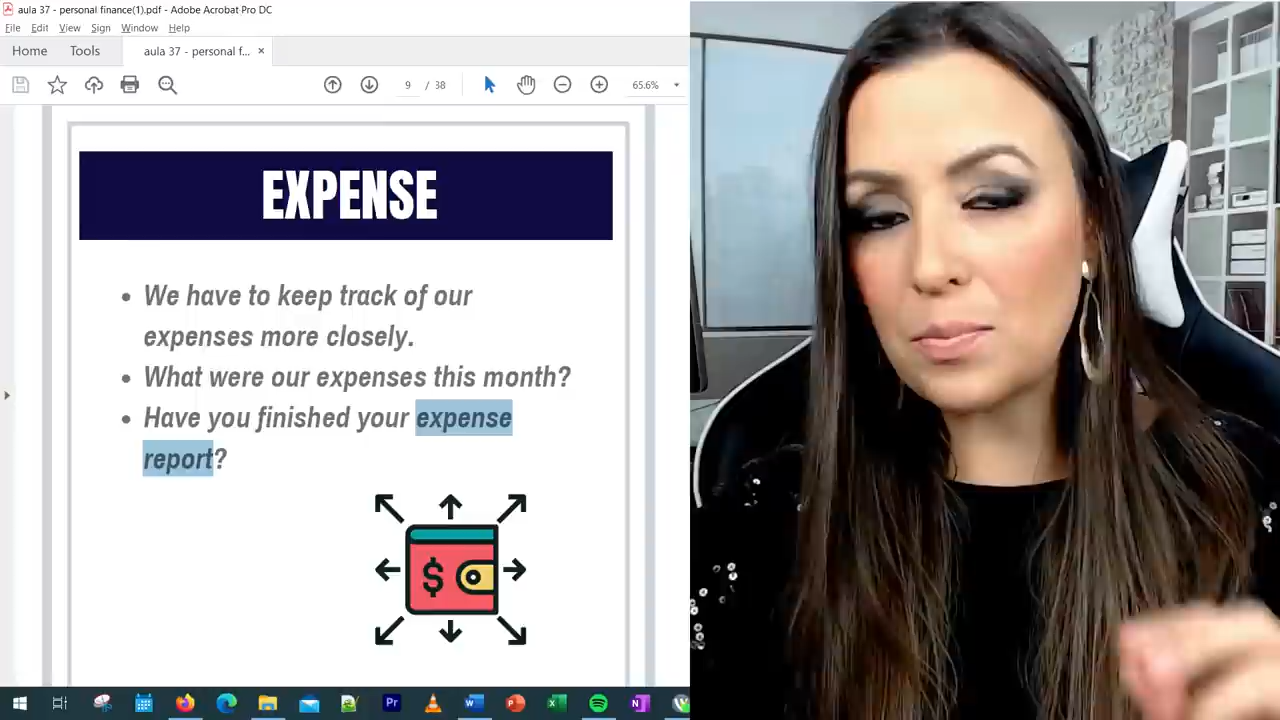 aula 37 - personal finance(1).pdf - Adobe Acrobat Pro DC
File Edit View Sign Window Help
Home Tools aula 37 - personal f... ×
9 / 38 65.6%
EXPENSE
• We have to keep track of our
expenses more closely.
• What were our expenses this month?
• Have you finished your expense
report?
$
Pr W P X N